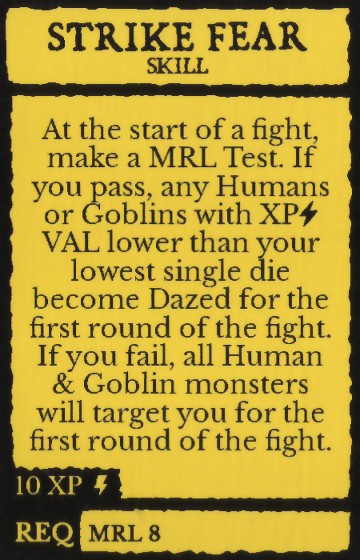 STRIKE FEAR
SKILL
At the start of a fight,
make a MRL Test. If
you pass, any Humans
or Goblins with XP⚡
VAL lower than your
lowest single die
become Dazed for the
first round of the fight.
If you fail, all Human
& Goblin monsters
will target you for the
first round of the fight.
10 XP ⚡
REQ MRL 8